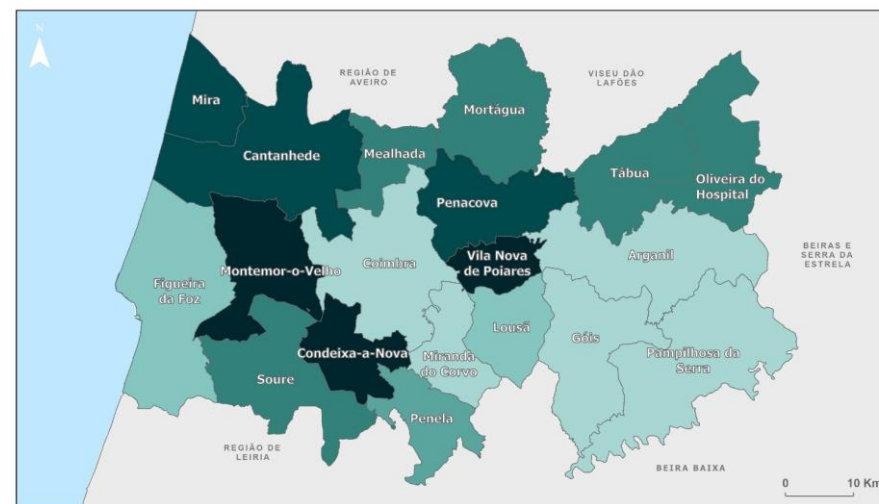 N
REGIÃO DE
AVEIRO
VISEU DÃO
LAFÕES
Mira
Mortágua
Cantanhede
Mealhada
Tábua
Oliveira do
Hospital
Penacova
Vila Nova
de Poiares
Arganil
BEIRAS E
SERRA DA
ESTRELA
Coimbra
Montemor-o-Velho
Figueira
da Foz
Lousã
Góis
Condeixa-a-Nova
Miranda
do Corvo
Pampilhosa da
Serra
Soure
Penela
REGIÃO DE
LEIRIA
BEIRA BAIXA
0 10 Km